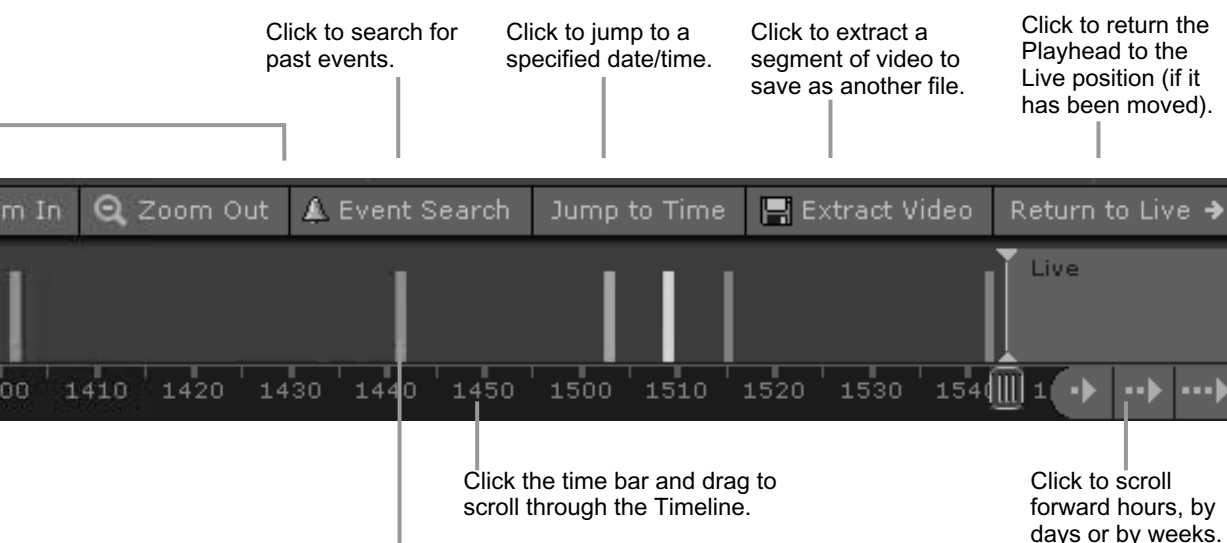 Click to search for
past events.
Click to jump to a
specified date/time.
Click to extract a
segment of video to
save as another file.
Click to return the
Playhead to the
Live position (if it
has been moved).
m In Zoom Out Event Search Jump to Time Extract Video Return to Live
Live
00 1410 1420 1430 1440 1450 1500 1510 1520 1530 154 1
Click the time bar and drag to
scroll through the Timeline.
Click to scroll
forward hours, by
days or by weeks.